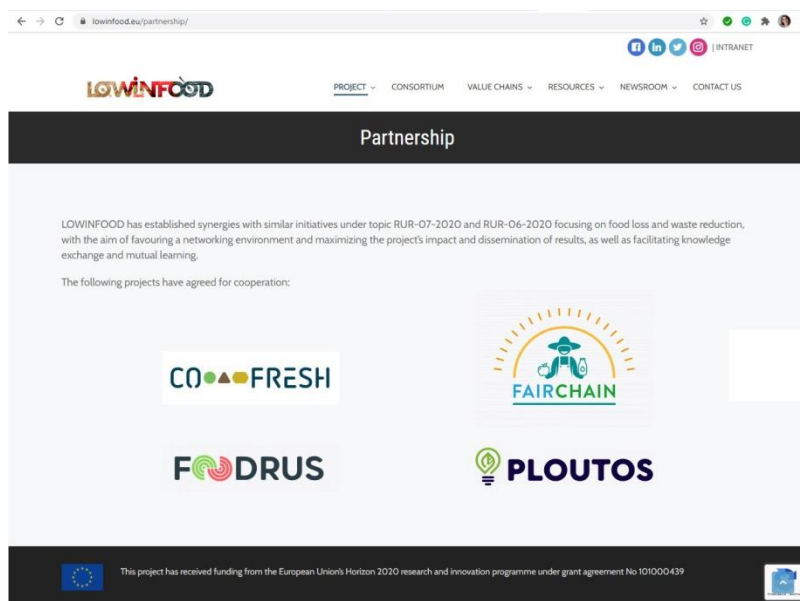 lowinfood.eu/partnership/
| INTRANET
LOWINFOOD
PROJECT CONSORTIUM VALUE CHAINS RESOURCES NEWSROOM CONTACT US
Partnership
LOWINFOOD has established synergies with similar initiatives under topic RUR-07-2020 and RUR-06-2020 focusing on food loss and waste reduction,
with the aim of favouring a networking environment and maximizing the project's impact and dissemination of results, as well as facilitating knowledge
exchange and mutual learning.
The following projects have agreed for cooperation:
CO FRESH
FAIRCHAIN
FOODRUS
PLOUTOS
This project has received funding from the European Union's Horizon 2020 research and innovation programme under grant agreement No 101000439